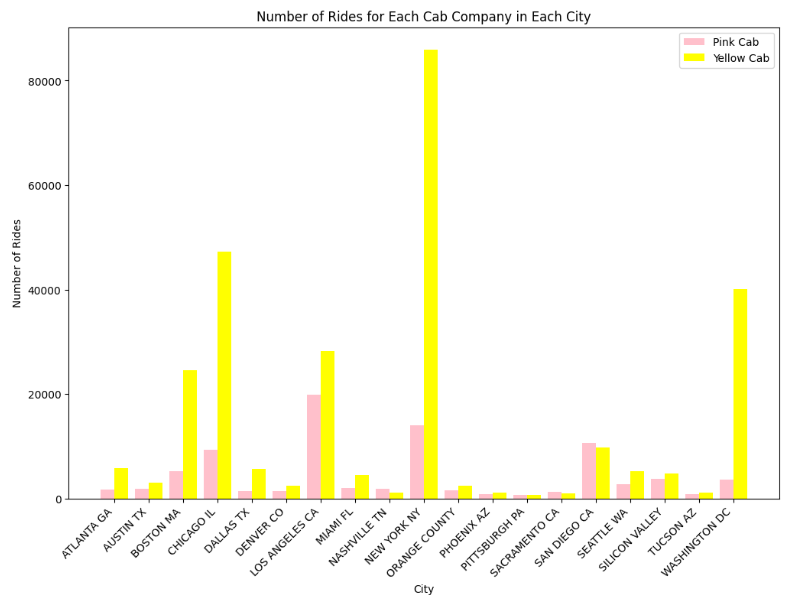 Number of Rides for Each Cab Company in Each City
Pink Cab
Yellow Cab
Number of Rides
80000
60000
40000
20000
0
ATLANTA GA
AUSTIN TX
BOSTON MA
CHICAGO IL
DALLAS TX
DENVER CO
LOS ANGELES CA
MIAMI FL
NASHVILLE TN
NEW YORK NY
ORANGE COUNTY
PHOENIX AZ
PITTSBURGH PA
SACRAMENTO CA
SAN DIEGO CA
SEATTLE WA
SILICON VALLEY
TUCSON AZ
WASHINGTON DC
City